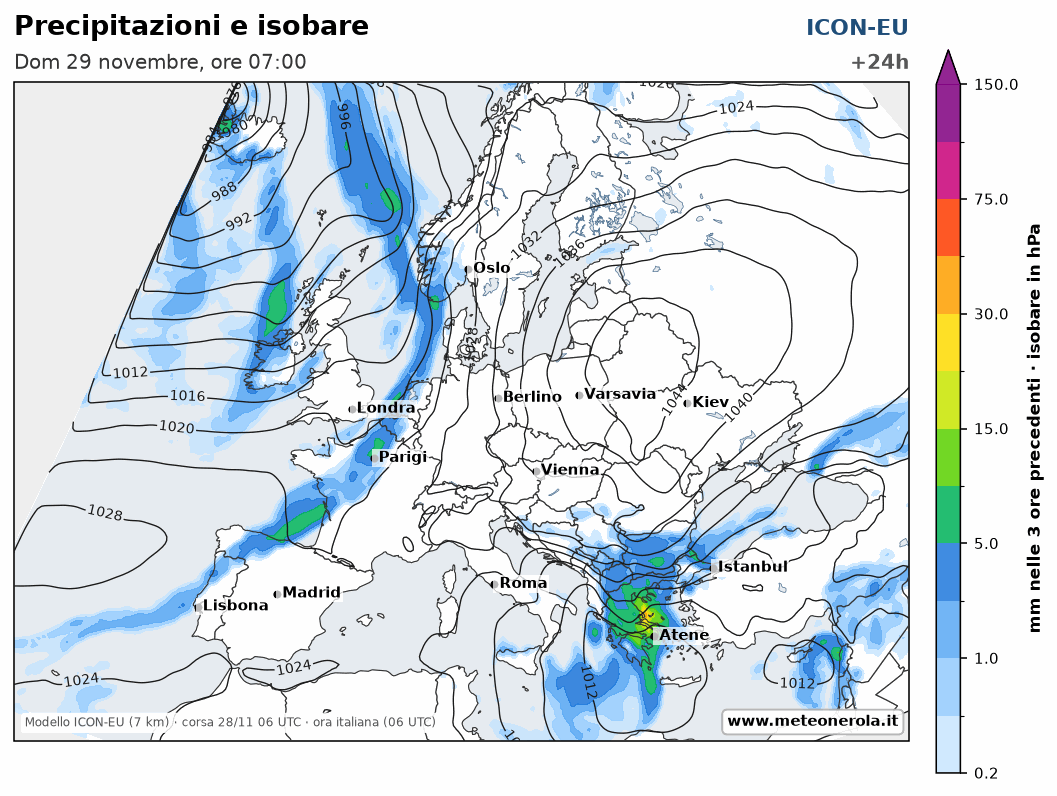 Precipitazioni e isobare
ICON-EU
Dom 29 novembre, ore 07:00
+24h
996
1024
980
988
992
1032
1036
Oslo
1028
1012
1016
1020
Londra
Berlino
Varsavia
Kiev
1044
1040
Parigi
Vienna
1028
Istanbul
Madrid
Roma
Lisbona
Atene
1024
1024
1012
1012
Modello ICON-EU (7 km) · corsa 28/11 06 UTC · ora italiana (06 UTC)
www.meteonerola.it
150.0
75.0
30.0
15.0
5.0
1.0
0.2
mm nelle 3 ore precedenti · isobare in hPa